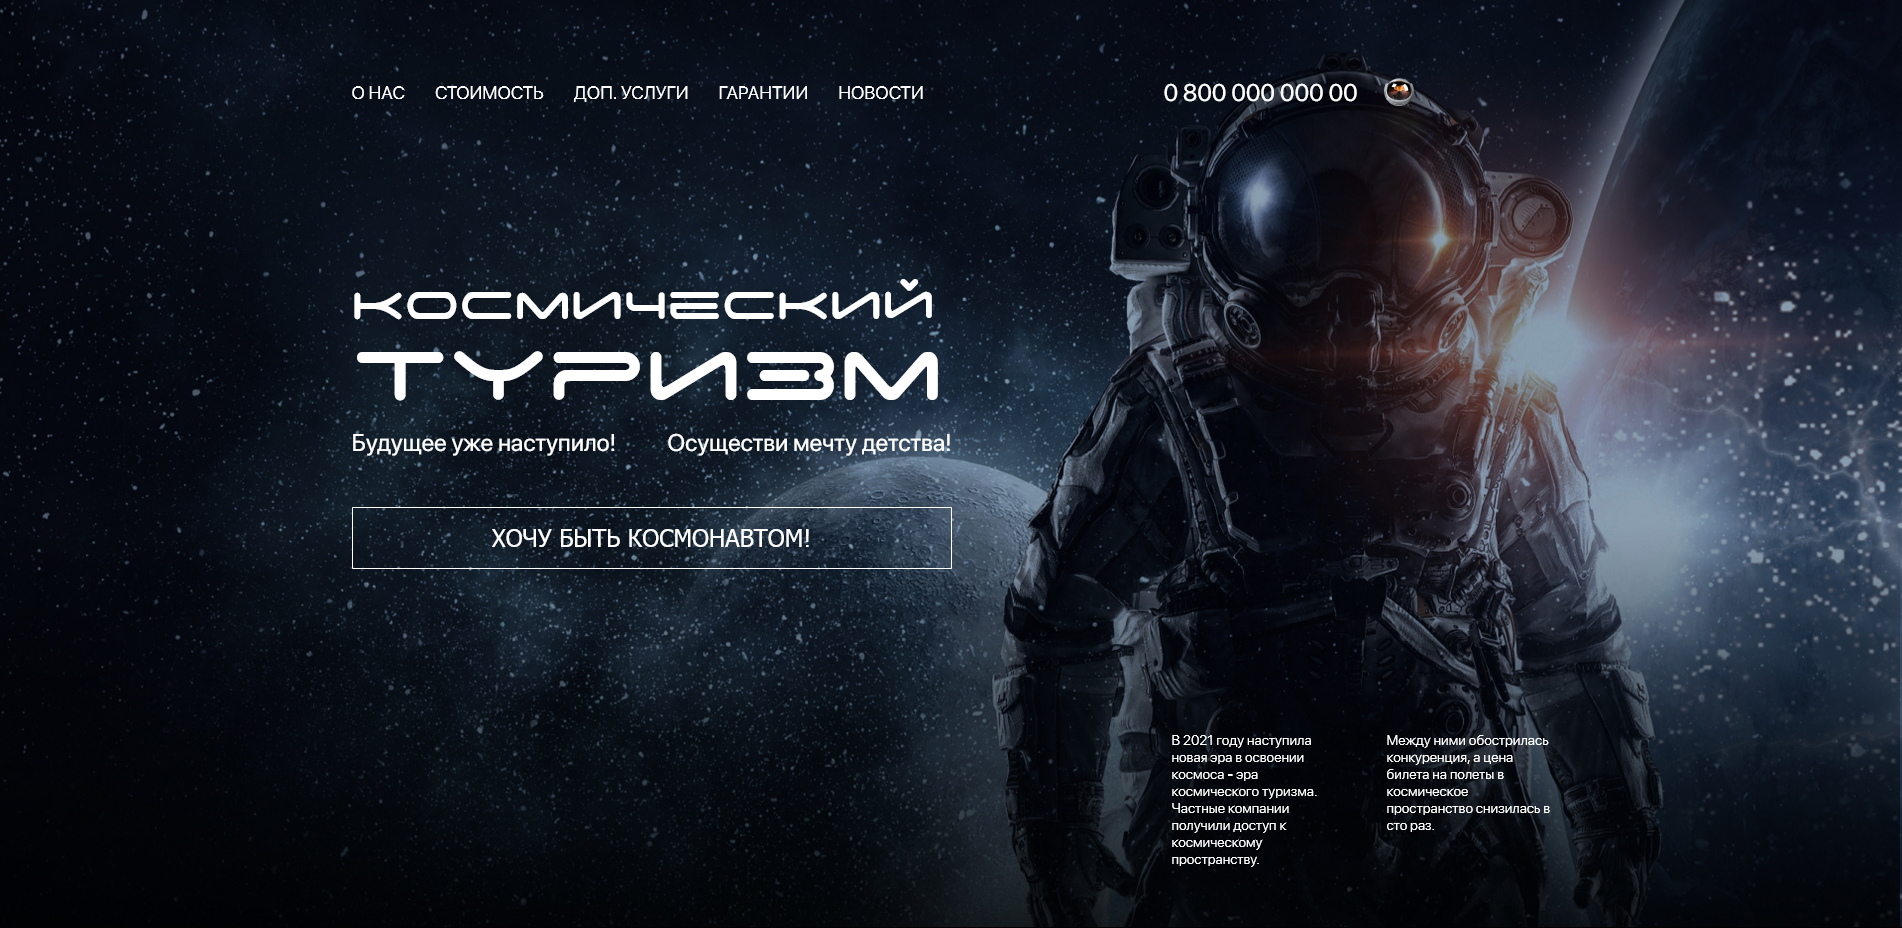 О НАС СТОИМОСТЬ ДОП. УСЛУГИ ГАРАНТИИ НОВОСТИ 0 800 000 000 00
КОСМИЧЕСКИЙ
ТУРИЗМ
Будущее уже наступило! Осуществи мечту детства!
ХОЧУ БЫТЬ КОСМОНАВТОМ!
В 2021 году наступила
новая эра в освоении
космоса - эра
космического туризма.
Частные компании
получили доступ к
космическому
пространству.
Между ними обострилась
конкуренция, а цена
билета на полеты в
космическое
пространство снизилась в
сто раз.